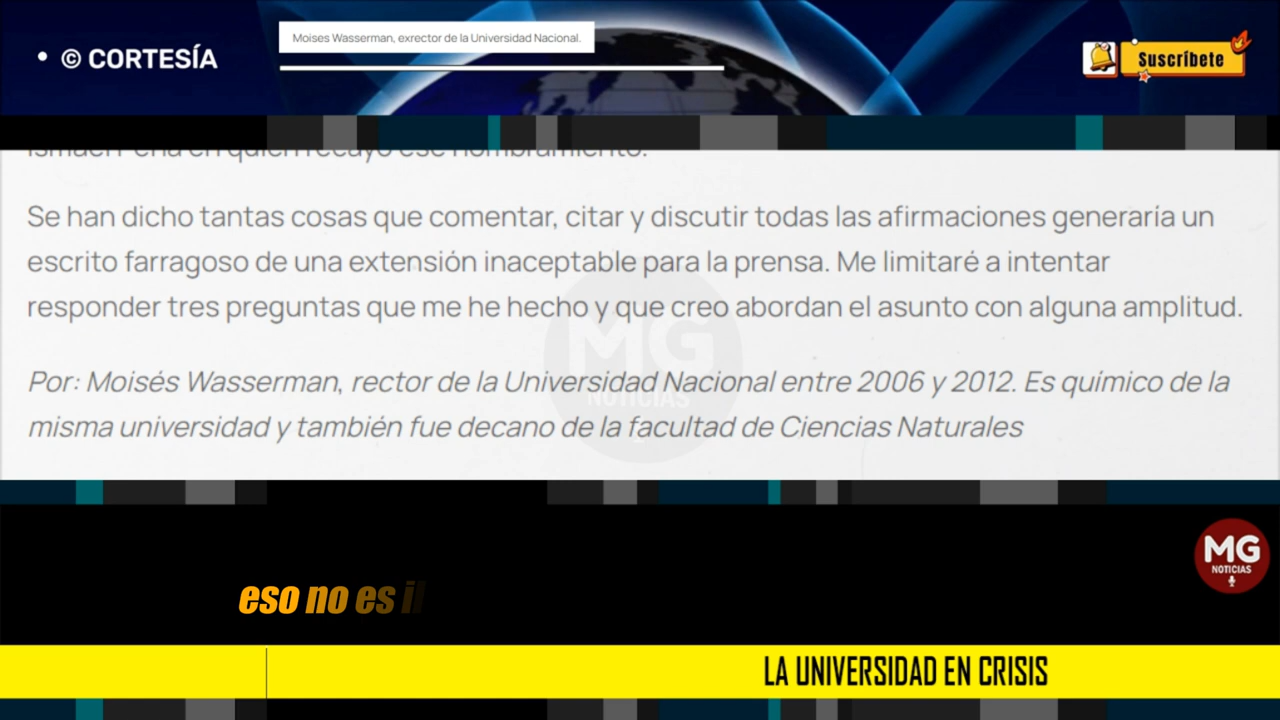 Moises Wasserman, exrector de la Universidad Nacional.
• © CORTESÍA
Suscríbete
ese nombramiento.
Se han dicho tantas cosas que comentar, citar y discutir todas las afirmaciones generaría un
escrito farragoso de una extensión inaceptable para la prensa. Me limitaré a intentar
responder tres preguntas que me he hecho y que creo abordan el asunto con alguna amplitud.
Por: Moisés Wasserman, rector de la Universidad Nacional entre 2006 y 2012. Es químico de la
misma universidad y también fue decano de la facultad de Ciencias Naturales
MG
NOTICIAS
MG
NOTICIAS
eso no es
LA UNIVERSIDAD EN CRISIS